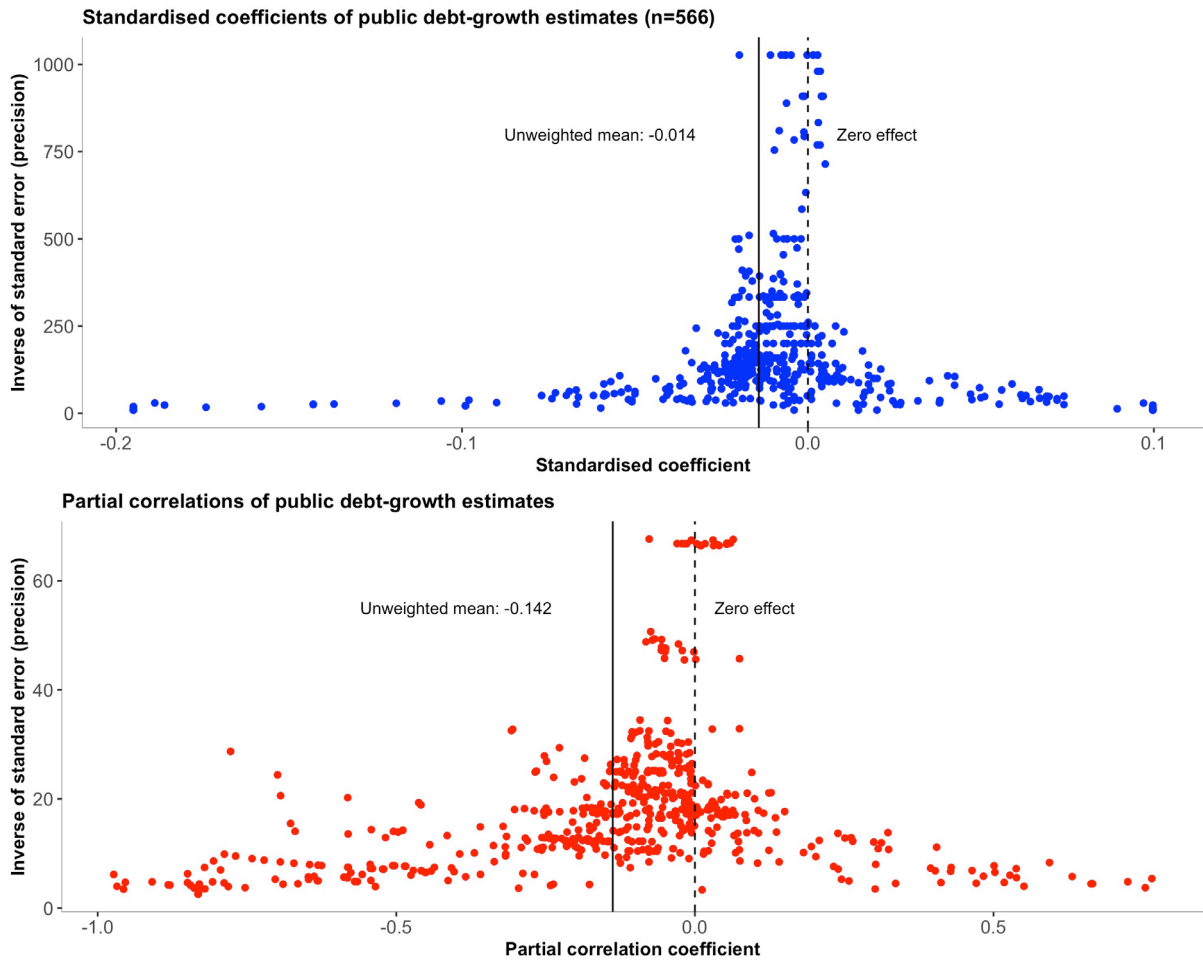 Standardised coefficients of public debt-growth estimates (n=566)
Inverse of standard error (precision)
1000
750
500
250
0
Unweighted mean: -0.014
Zero effect
-0.2
-0.1
0.0
0.1
Standardised coefficient
Partial correlations of public debt-growth estimates
Inverse of standard error (precision)
60
40
20
0
Unweighted mean: -0.142
Zero effect
-1.0
-0.5
0.0
0.5
Partial correlation coefficient